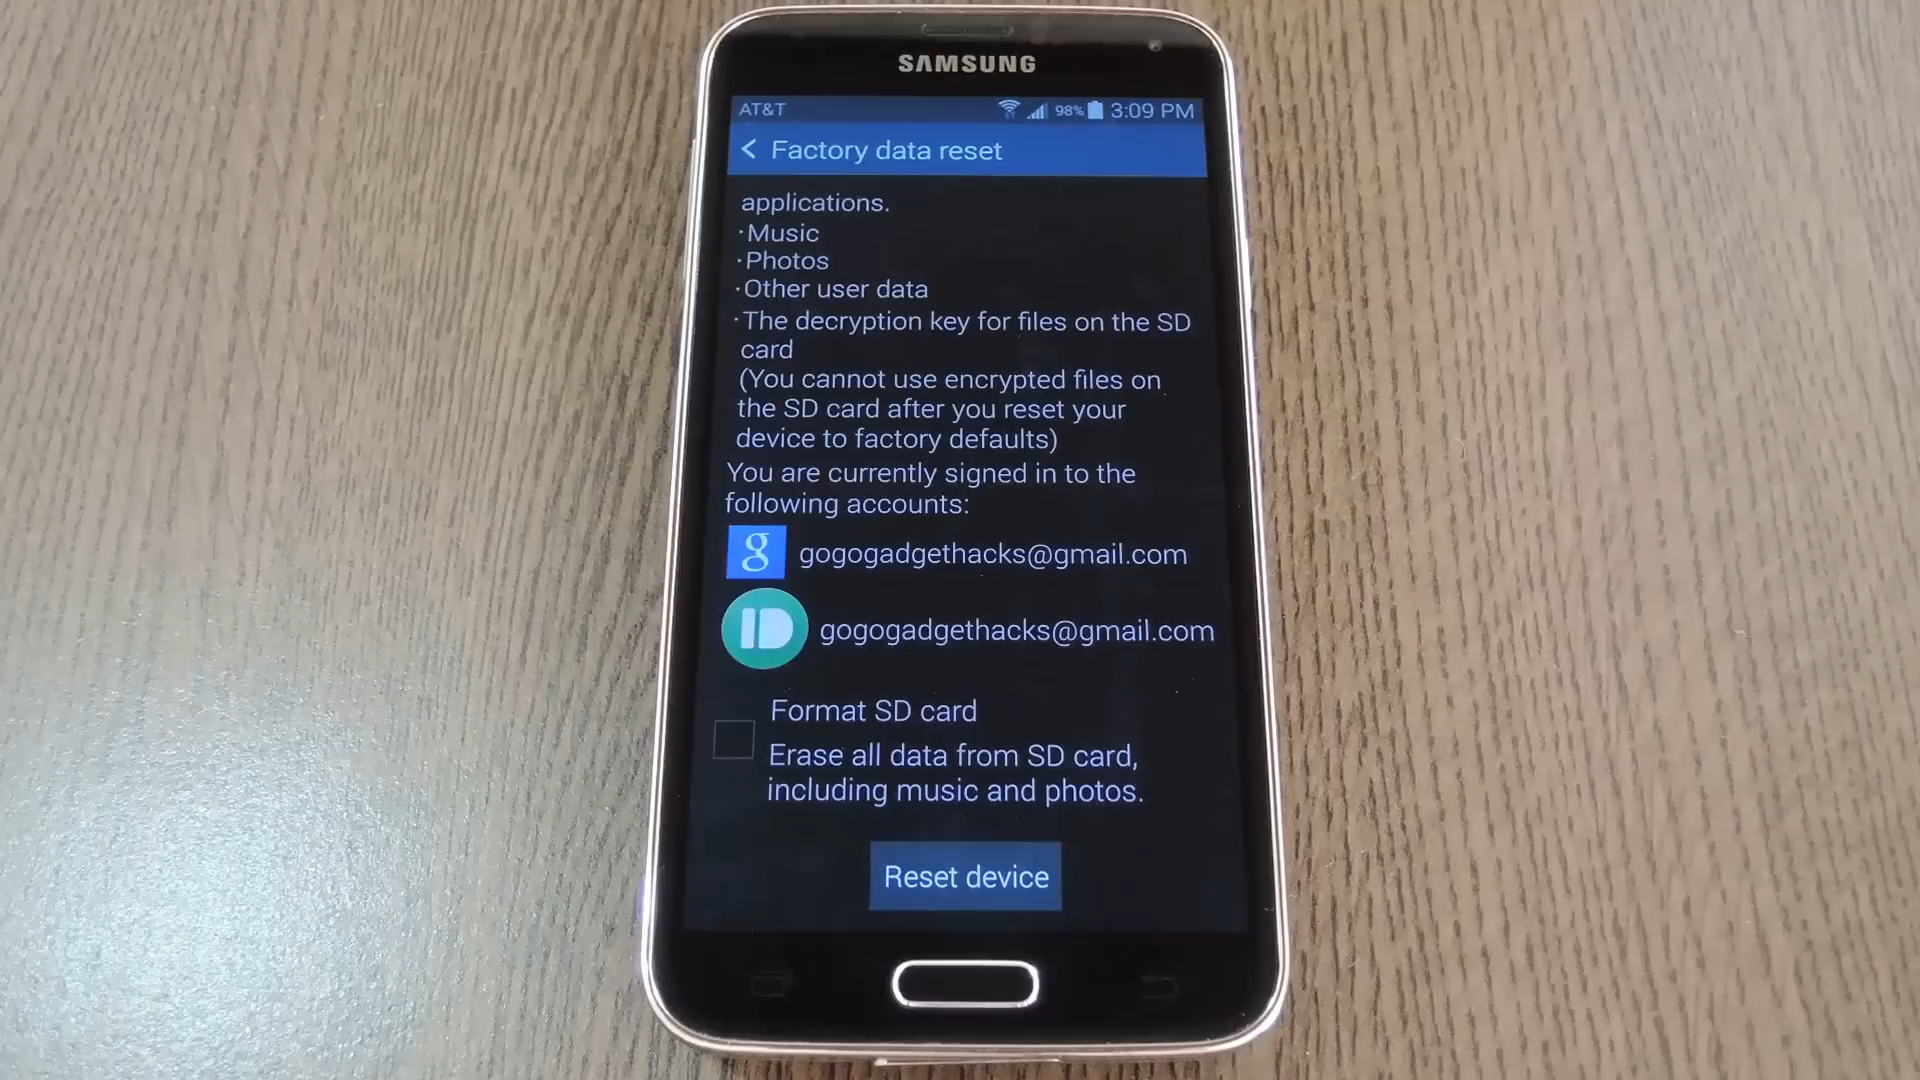 SAMSUNG
AT&T 98% 3:09 PM
< Factory data reset
applications.
·Music
·Photos
·Other user data
·The decryption key for files on the SD
card
(You cannot use encrypted files on
the SD card after you reset your
device to factory defaults)
You are currently signed in to the
following accounts:
g gogogadgethacks@gmail.com
gogogadgethacks@gmail.com
Format SD card
Erase all data from SD card,
including music and photos.
Reset device